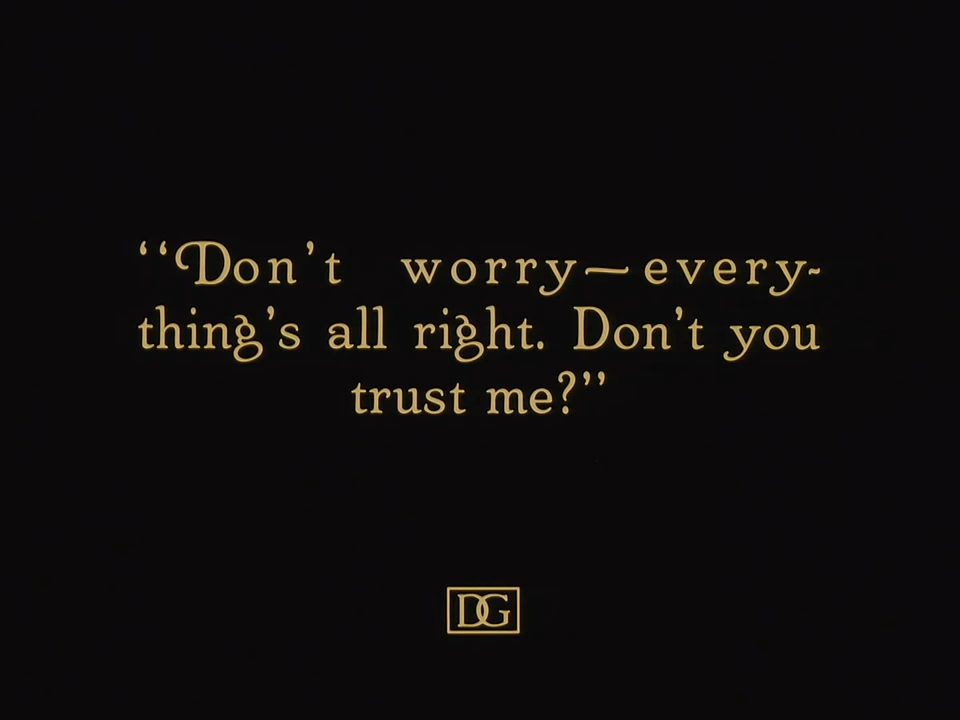 ‘‘Don’t worry—every-
thing’s all right. Don’t you
trust me?’’
DG